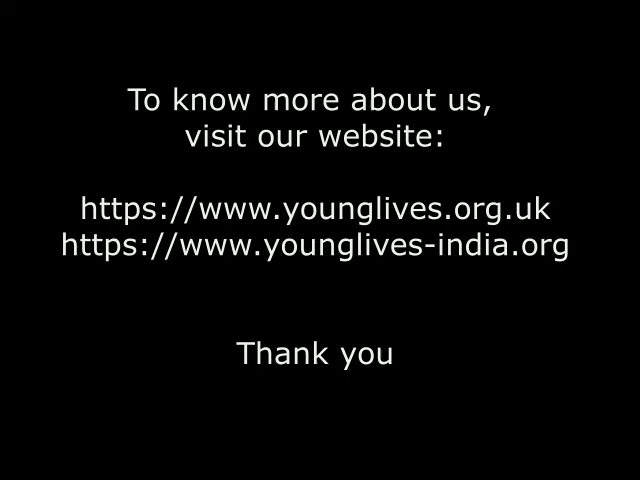 To know more about us,
visit our website:
https://www.younglives.org.uk
https://www.younglives-india.org
Thank you